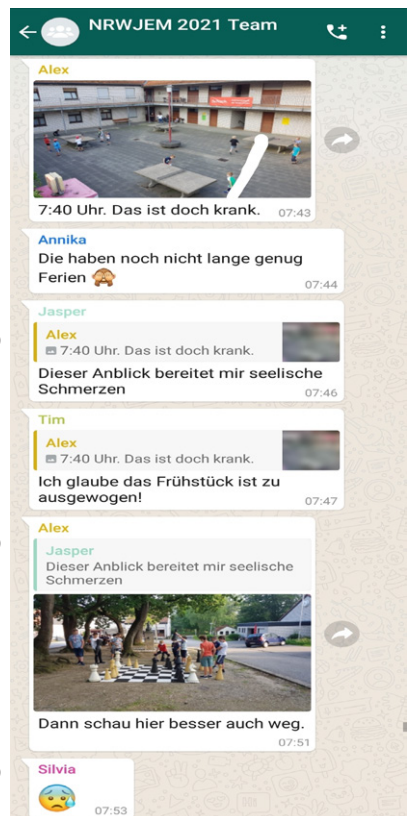 NRWJEM 2021 Team
Alex
7:40 Uhr. Das ist doch krank. 07:43
Annika
Die haben noch nicht lange genug
Ferien 🙈
07:44
Jasper
Alex
7:40 Uhr. Das ist doch krank.
Dieser Anblick bereitet mir seelische
Schmerzen
07:46
Tim
Alex
7:40 Uhr. Das ist doch krank.
Ich glaube das Frühstück ist zu
ausgewogen!
07:47
Alex
Jasper
Dieser Anblick bereitet mir seelische
Schmerzen
Dann schau hier besser auch weg.
07:51
Silvia
😰 07:53